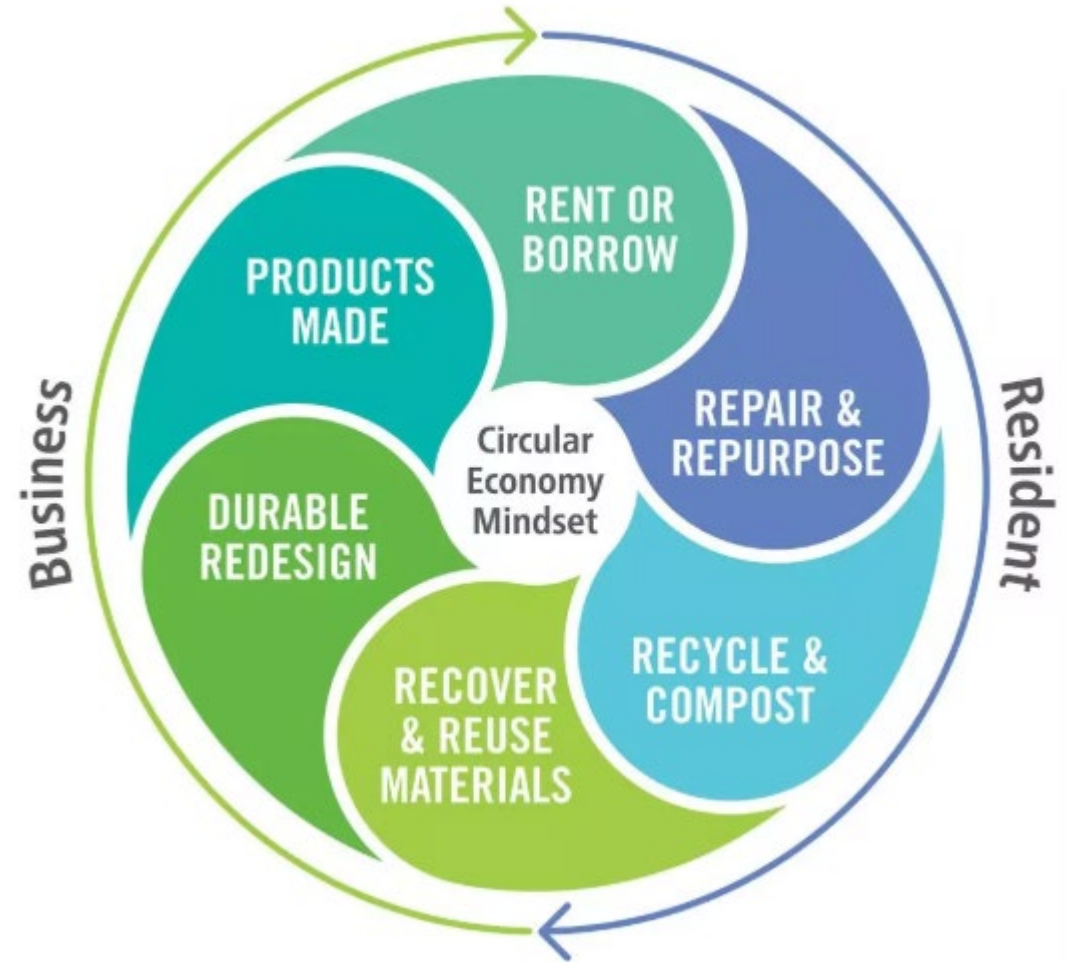 RENT OR
BORROW
REPAIR &
REPURPOSE
RECYCLE &
COMPOST
RECOVER
& REUSE
MATERIALS
DURABLE
REDESIGN
PRODUCTS
MADE
Circular
Economy
Mindset
Business
Resident